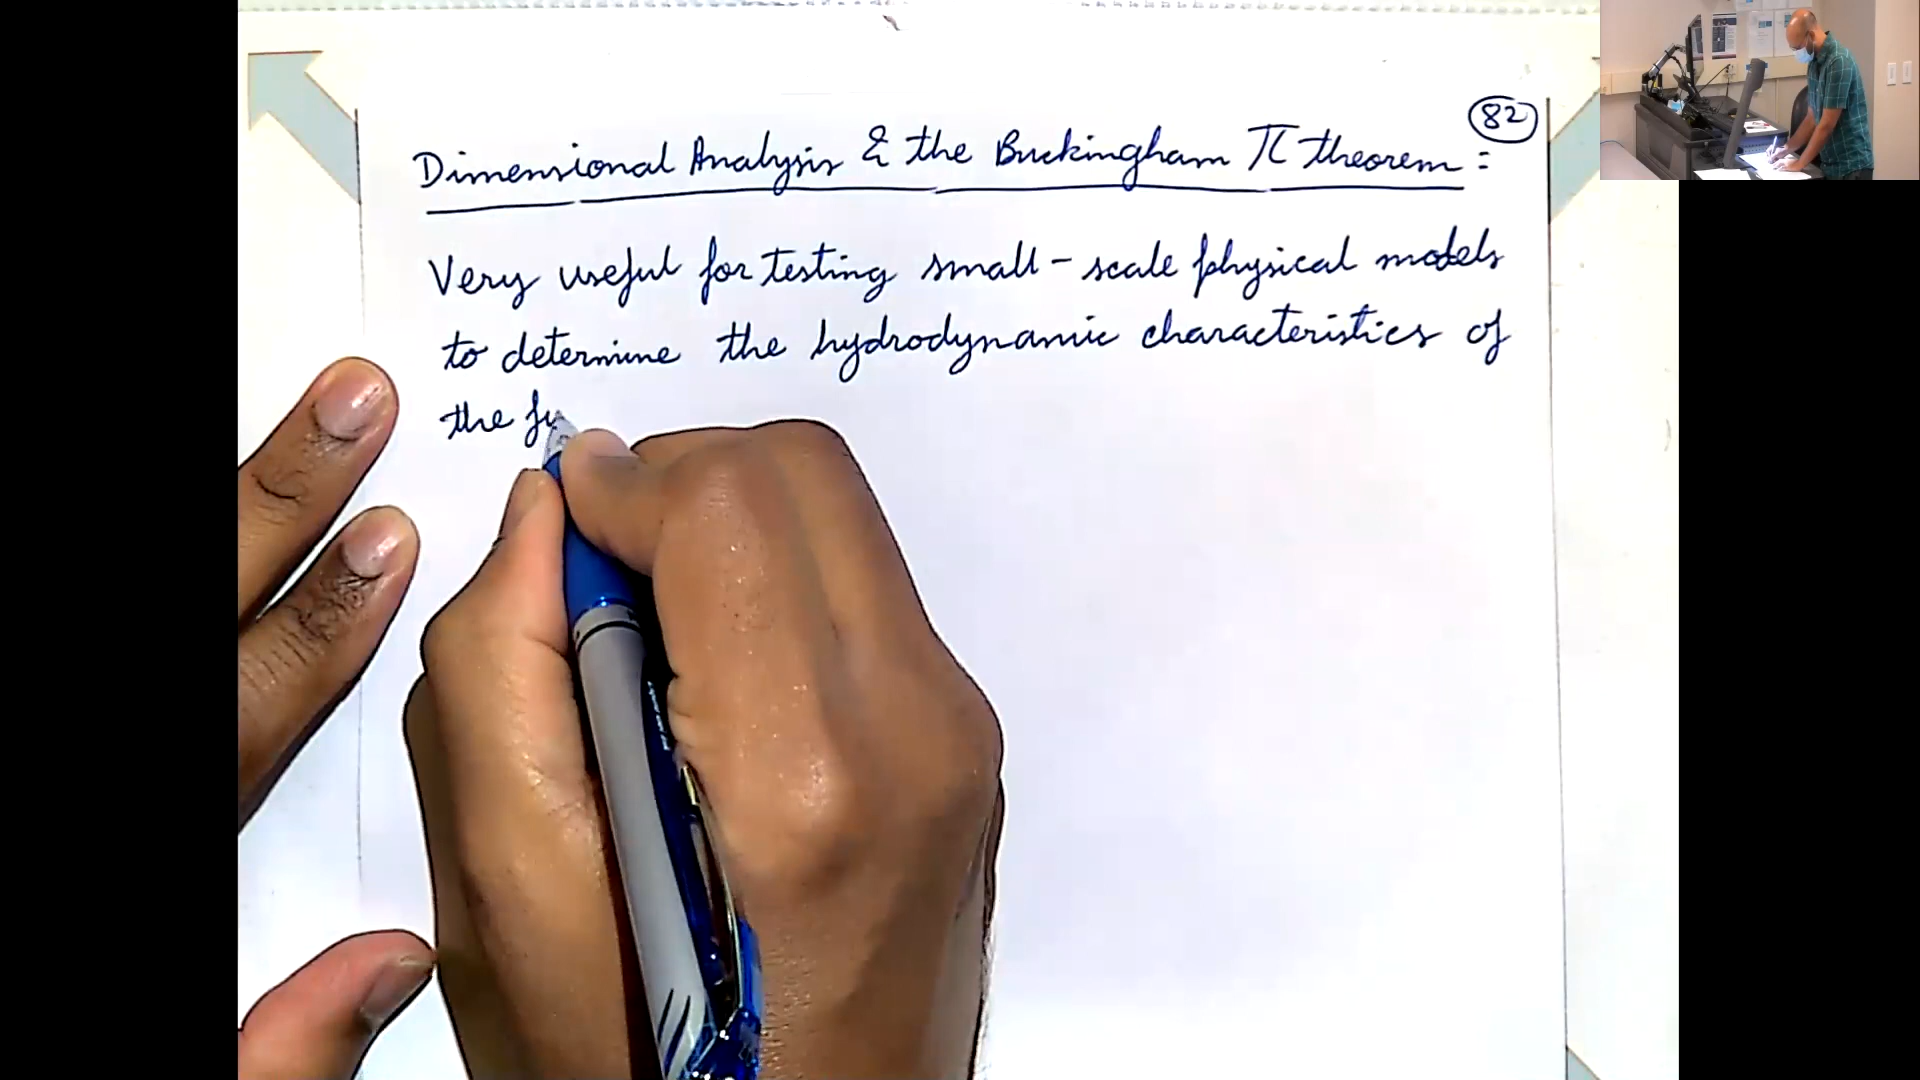 82
Dimensional Analysis & the Buckingham π theorem :
Very useful for testing small-scale physical models
to determine the hydrodynamic characteristics of
the fu